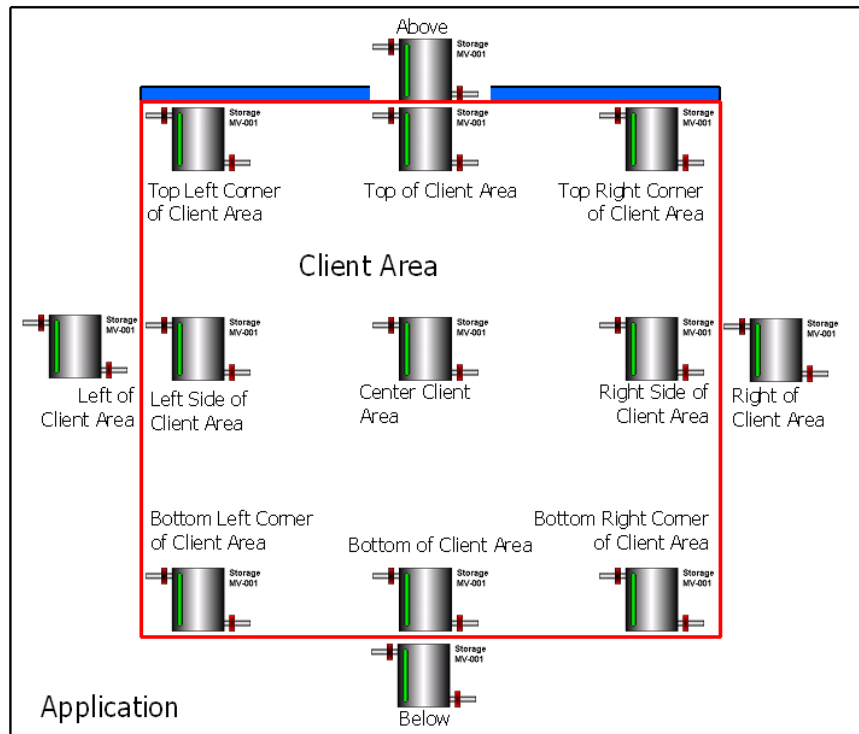 Above
Storage
MV-001
Storage
MV-001
Storage
MV-001
Storage
MV-001
Top Left Corner
of Client Area
Top of Client Area
Top Right Corner
of Client Area
Client Area
Storage
MV-001
Storage
MV-001
Storage
MV-001
Storage
MV-001
Storage
MV-001
Left of
Client Area
Left Side of
Client Area
Center Client
Area
Right Side of
Client Area
Right of
Client Area
Bottom Left Corner
of Client Area
Bottom of Client Area
Bottom Right Corner
of Client Area
Storage
MV-001
Storage
MV-001
Storage
MV-001
Storage
MV-001
Below
Application